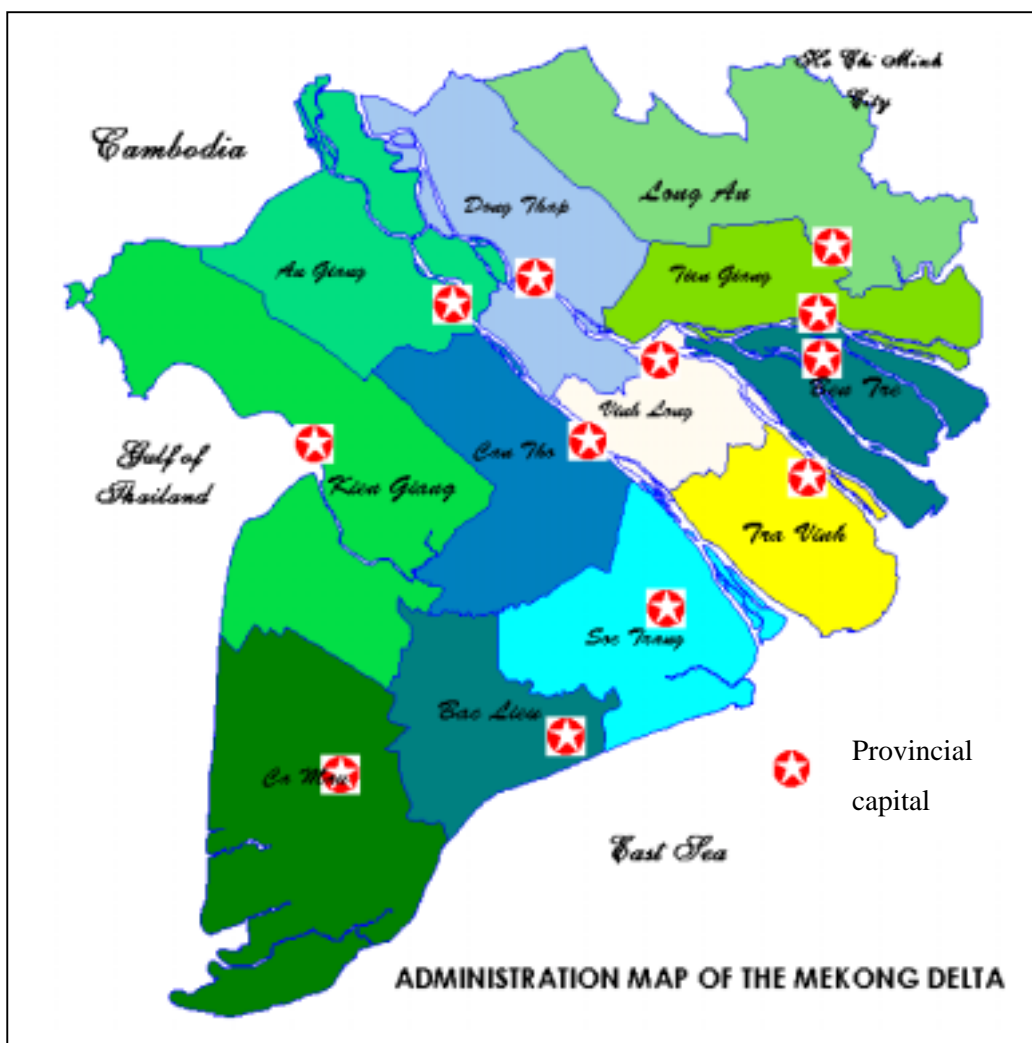 Ho Chi Minh
City
Cambodia
Long An
Dong Thap
An Giang
Tien Giang
Ben Tre
Vinh Long
Can Tho
Gulf of
Thailand
Kien Giang
Tra Vinh
Soc Trang
Bac Lieu
Ca Mau
Provincial
capital
East Sea
ADMINISTRATION MAP OF THE MEKONG DELTA